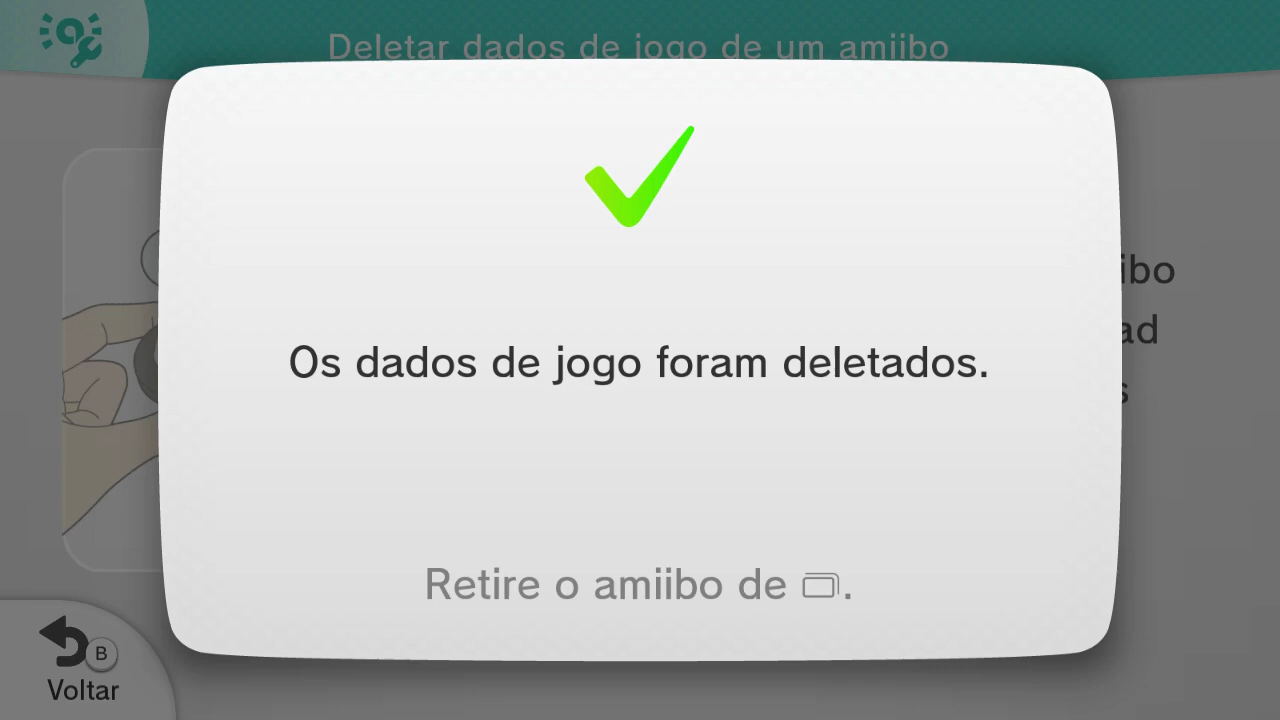 Deletar dados de jogo de um amiibo
Os dados de jogo foram deletados.
Retire o amiibo de .
B
Voltar